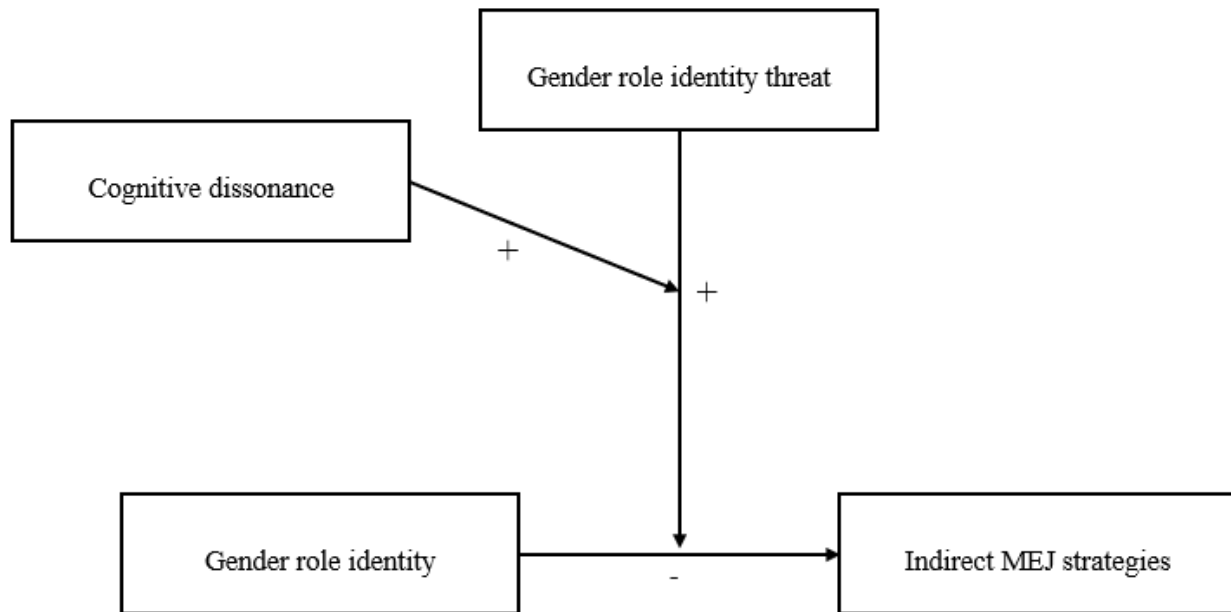 Gender role identity threat
Cognitive dissonance
+
+
Gender role identity
-
Indirect MEJ strategies